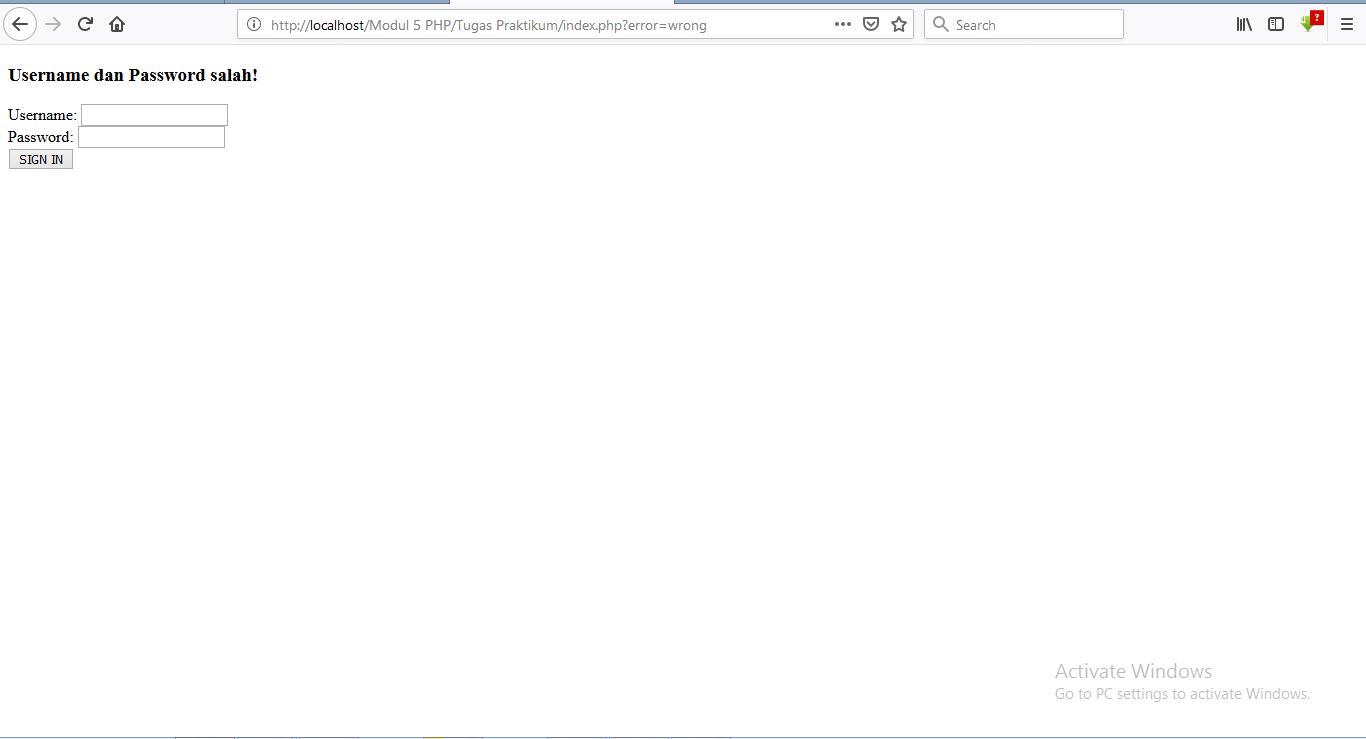 http://localhost/Modul 5 PHP/Tugas Praktikum/index.php?error=wrong
Search
?
Username dan Password salah!
Username:
Password:
SIGN IN
Activate Windows
Go to PC settings to activate Windows.